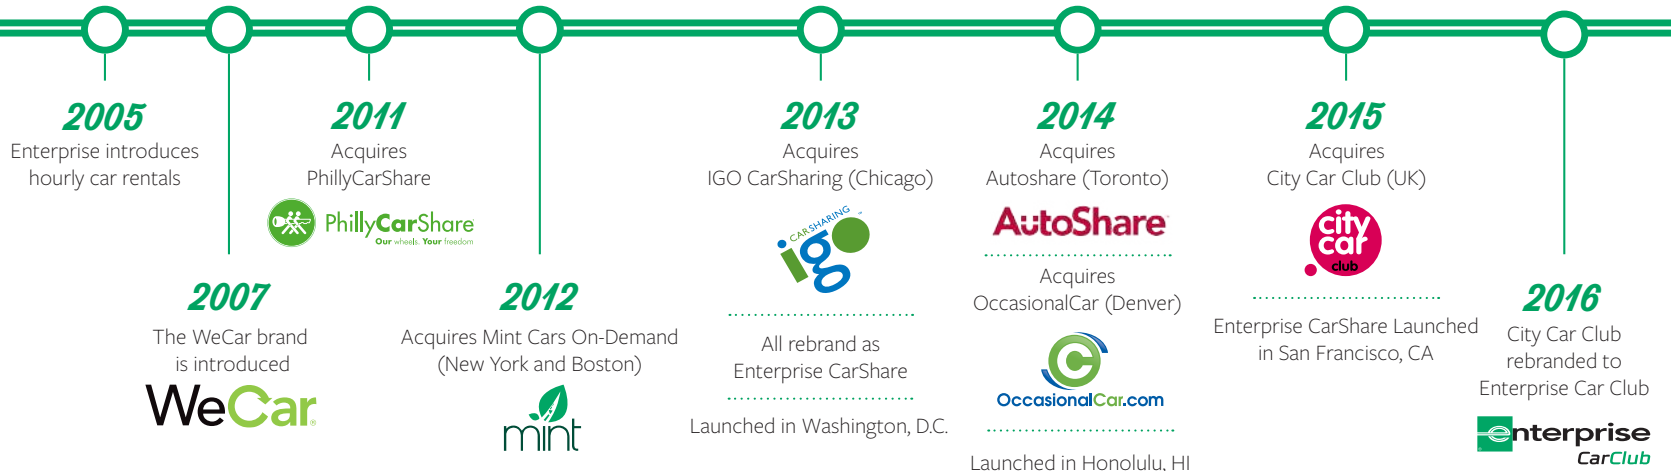 2005
Enterprise introduces
hourly car rentals
2007
The WeCar brand
is introduced
WeCar
2011
Acquires
PhillyCarShare
PhillyCarShare
Our wheels. Your freedom
2012
Acquires Mint Cars On-Demand
(New York and Boston)
mint
2013
Acquires
IGO CarSharing (Chicago)
CAR SHARING
igo
All rebrand as
Enterprise CarShare
Launched in Washington, D.C.
2014
Acquires
Autoshare (Toronto)
AutoShare
Acquires
OccasionalCar (Denver)
OccasionalCar.com
Launched in Honolulu, HI
2015
Acquires
City Car Club (UK)
city
car
club
Enterprise CarShare Launched
in San Francisco, CA
2016
City Car Club
rebranded to
Enterprise Car Club
enterprise
CarClub